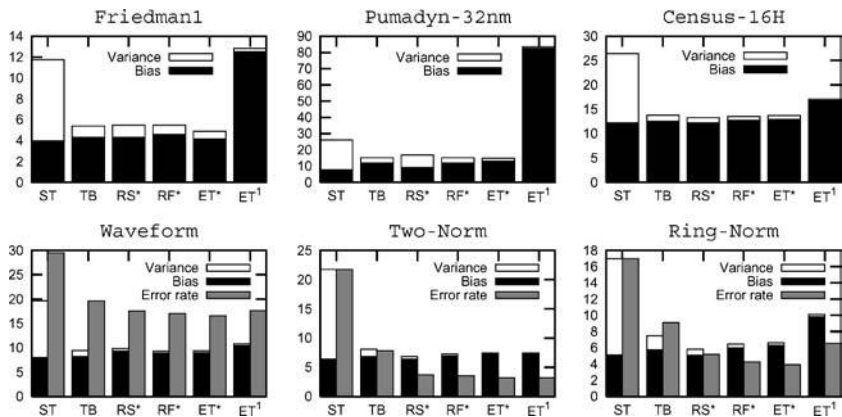 Friedman1
14
12
10
8
6
4
2
0
Variance
Bias
ST TB RS* RF* ET* ET¹
Pumadyn-32nm
90
80
70
60
50
40
30
20
10
0
Variance
Bias
ST TB RS* RF* ET* ET¹
Census-16H
30
25
20
15
10
5
0
Variance
Bias
ST TB RS* RF* ET* ET¹
Waveform
30
25
20
15
10
5
0
Variance
Bias
Error rate
ST TB RS* RF* ET* ET¹
Two-Norm
25
20
15
10
5
0
Variance
Bias
Error rate
ST TB RS* RF* ET* ET¹
Ring-Norm
18
16
14
12
10
8
6
4
2
0
Variance
Bias
Error rate
ST TB RS* RF* ET* ET¹